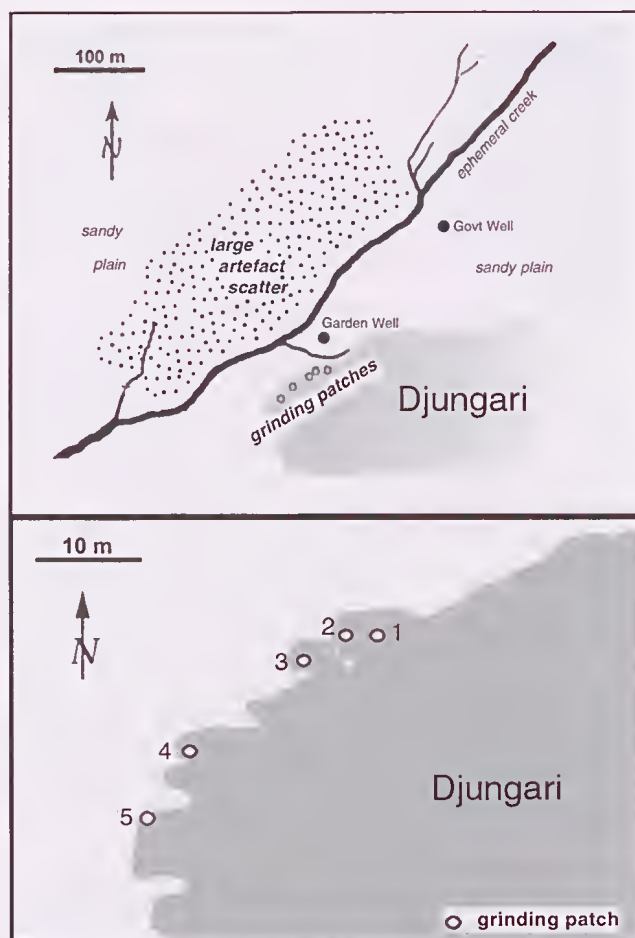 100 m
N
ephemeral creek
sandy
plain
large
artefact
scatter
Govt Well
sandy plain
Garden Well
grinding patches
Djungari
10 m
N
2
1
3
4
Djungari
5
grinding patch